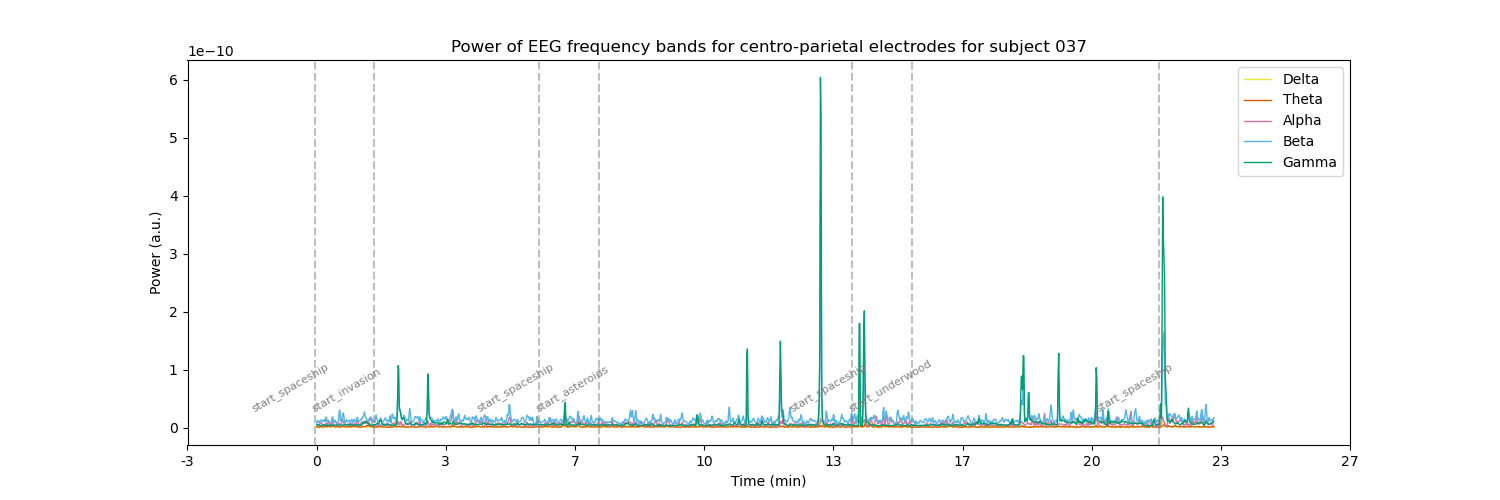 Power of EEG frequency bands for centro-parietal electrodes for subject 037
1e−10
6
5
4
3
2
1
0
Power (a.u.)
Delta
Theta
Alpha
Beta
Gamma
start_spaceship
start_invasion
start_spaceship
start_asteroids
start_spaceship
start_underwood
start_spaceship
-3
0
3
7
10
13
17
20
23
27
Time (min)